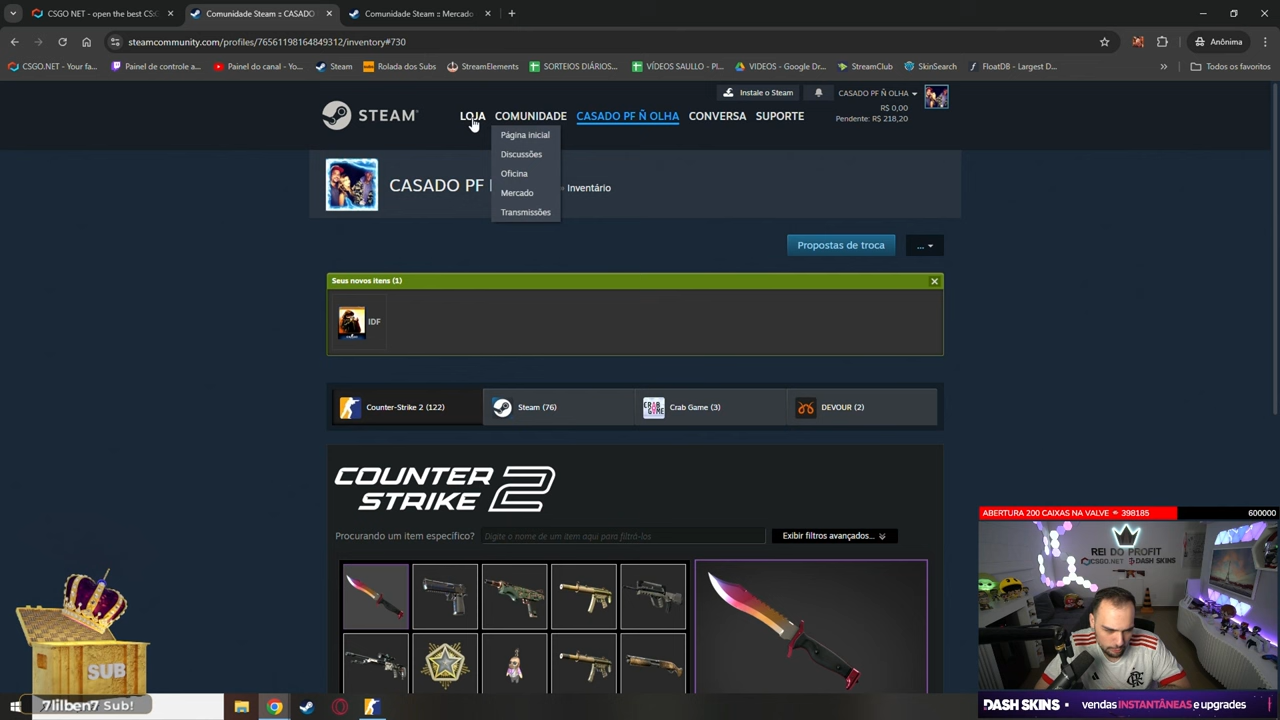 CSGO NET - open the best CS:
Comunidade Steam :: CASADO
Comunidade Steam :: Mercado
steamcommunity.com/profiles/76561198164849312/inventory#730
Anônima
CSGO.NET - Your fa...
Painel de controle a...
Painel do canal - Yo...
Steam
Rolada dos Subs
StreamElements
SORTEIOS DIÁRIOS...
VÍDEOS SAULLO - Pl...
VIDEOS - Google Dr...
StreamClub
SkinSearch
FloatDB - Largest D...
Todos os favoritos
Instale o Steam
CASADO PF Ñ OLHA
R$ 0,00
Pendente: R$ 218,20
STEAM
LOJA
COMUNIDADE
CASADO PF Ñ OLHA
CONVERSA
SUPORTE
Página inicial
Discussões
Oficina
Mercado
Transmissões
CASADO PF
Inventário
Propostas de troca
...
Seus novos itens (1)
IDF
Counter-Strike 2 (122)
Steam (76)
Crab Game (3)
DEVOUR (2)
COUNTER
STRIKE 2
Procurando um item específico?
Digite o nome de um item aqui para filtrá-lo
Exibir filtros avançados...
ABERTURA 200 CAIXAS NA VALVE
398185
600000
REI DO PROFIT
CSGO.NET
DASH SKINS
SUB
7lilben7 Sub!
DASH SKINS
vendas INSTANTÂNEAS e upgrades